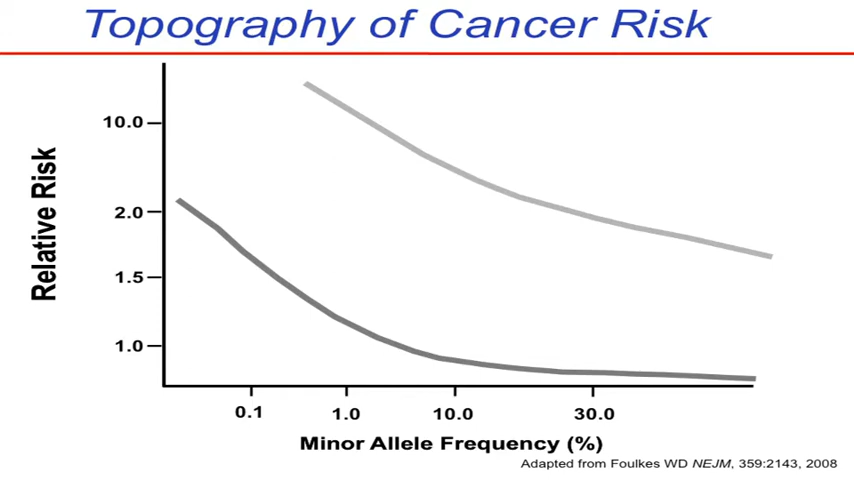 Topography of Cancer Risk
Relative Risk
10.0
2.0
1.5
1.0
0.1 1.0 10.0 30.0
Minor Allele Frequency (%)
Adapted from Foulkes WD NEJM, 359:2143, 2008